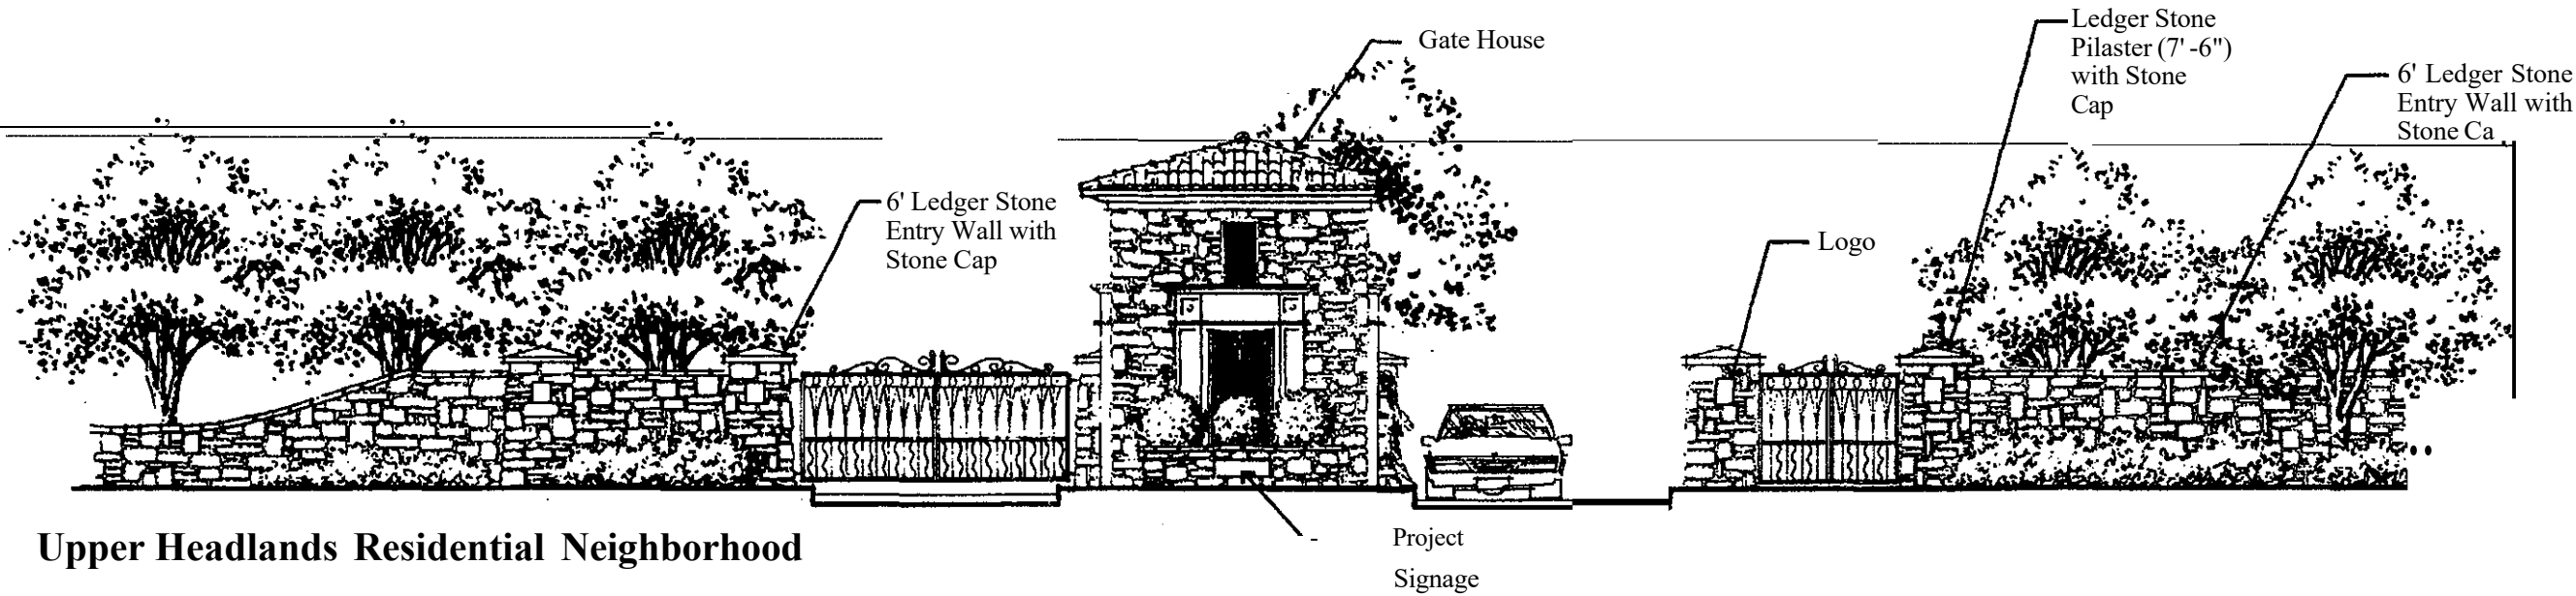 Gate House
Ledger Stone
Pilaster (7' -6")
with Stone
Cap
6' Ledger Stone
Entry Wall with
Stone Ca
6' Ledger Stone
Entry Wall with
Stone Cap
Logo
Project
Signage
Upper Headlands Residential Neighborhood